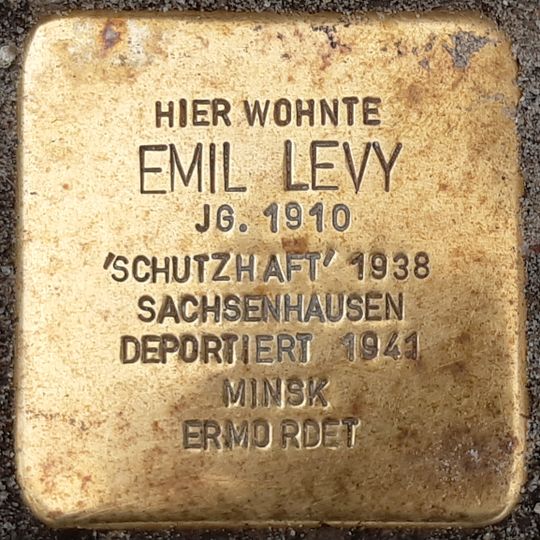 HIER WOHNTE
EMIL LEVY
JG. 1910
'SCHUTZHAFT' 1938
SACHSENHAUSEN
DEPORTIERT 1941
MINSK
ERMORDET